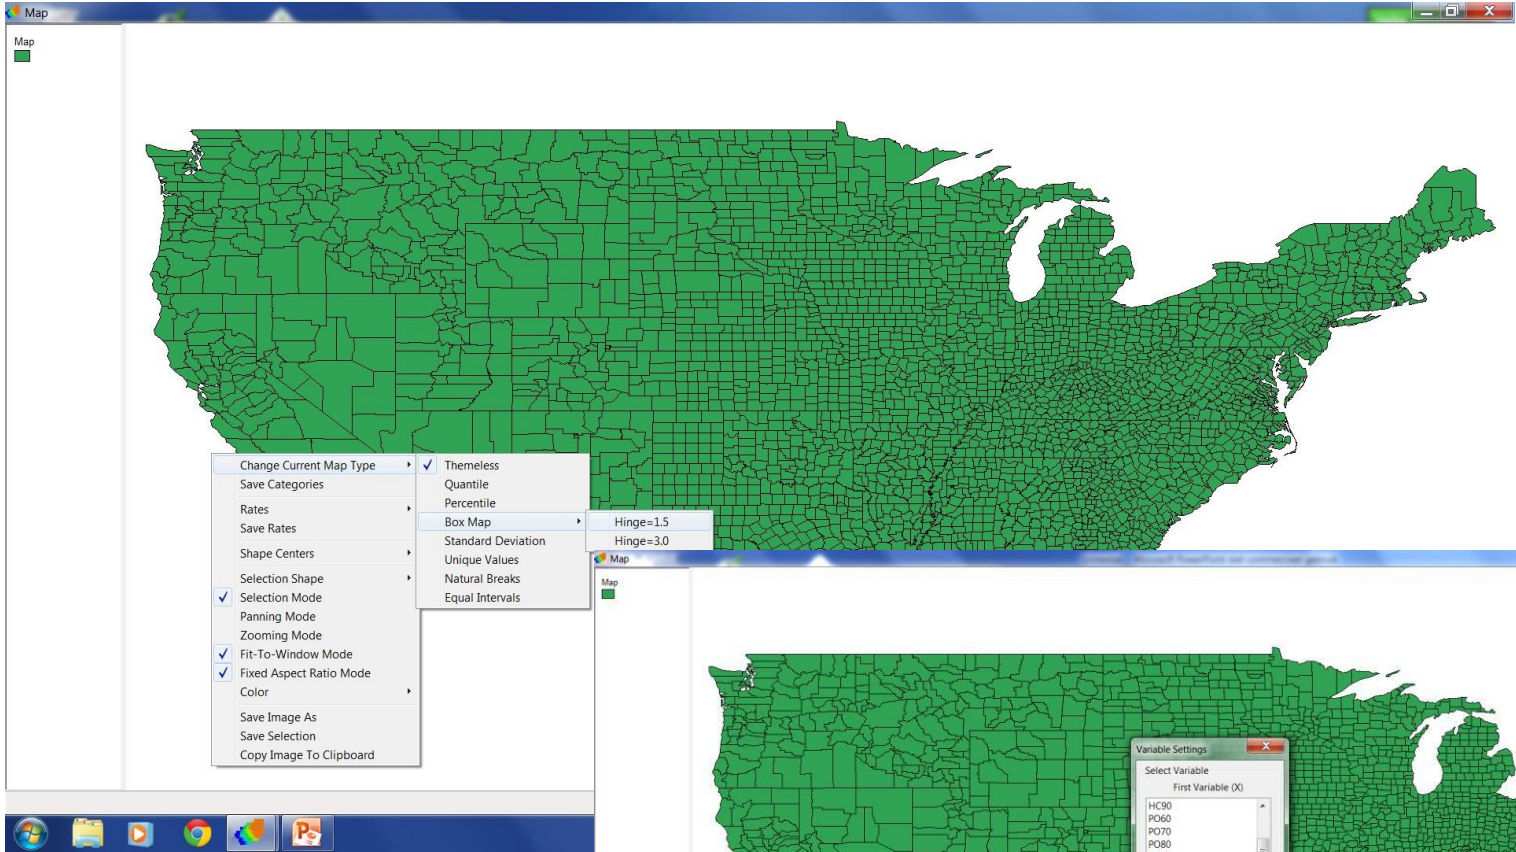 Map
Map
Change Current Map Type
Save Categories
Rates
Save Rates
Shape Centers
Selection Shape
Selection Mode
Panning Mode
Zooming Mode
Fit-To-Window Mode
Fixed Aspect Ratio Mode
Color
Save Image As
Save Selection
Copy Image To Clipboard
Themeless
Quantile
Percentile
Box Map
Standard Deviation
Unique Values
Natural Breaks
Equal Intervals
Hinge=1.5
Hinge=3.0
Map
Map
Variable Settings
Select Variable
First Variable (X)
HC90
PO60
PO70
PO80